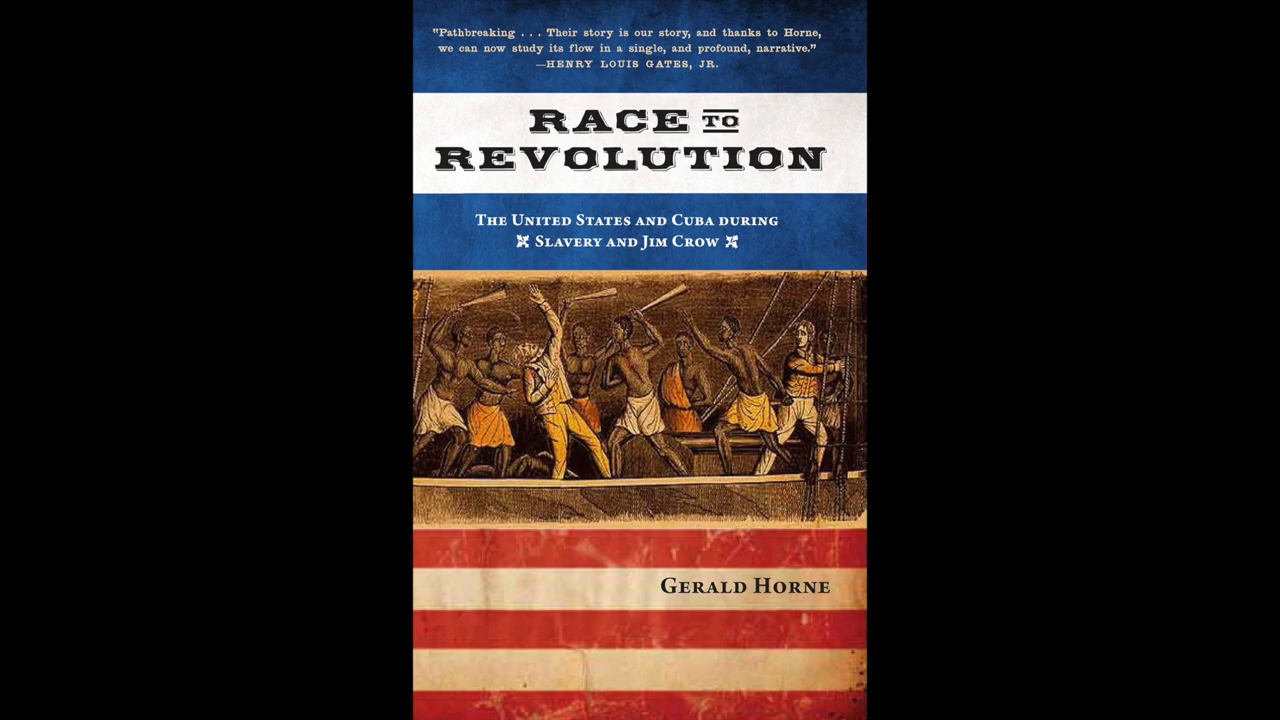 "Pathbreaking . . . Their story is our story, and thanks to Horne,
we can now study its flow in a single, and profound, narrative."
—HENRY LOUIS GATES, JR.
RACE TO
REVOLUTION
The United States and Cuba during
Slavery and Jim Crow
Gerald Horne